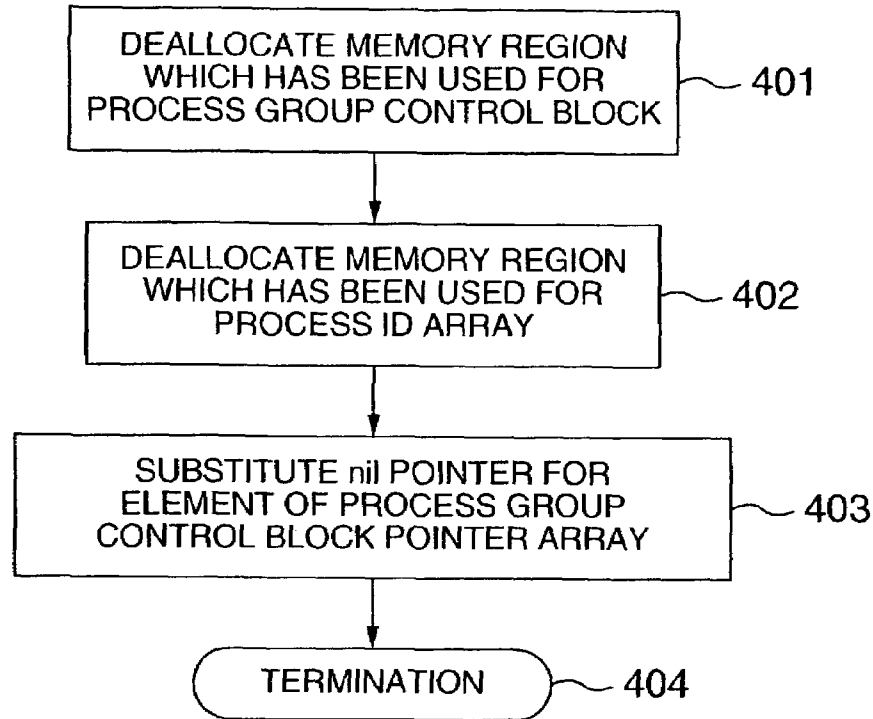 DEALLOCATE MEMORY REGION
WHICH HAS BEEN USED FOR
PROCESS GROUP CONTROL BLOCK
401
DEALLOCATE MEMORY REGION
WHICH HAS BEEN USED FOR
PROCESS ID ARRAY
402
SUBSTITUTE nil POINTER FOR
ELEMENT OF PROCESS GROUP
CONTROL BLOCK POINTER ARRAY
403
TERMINATION
404